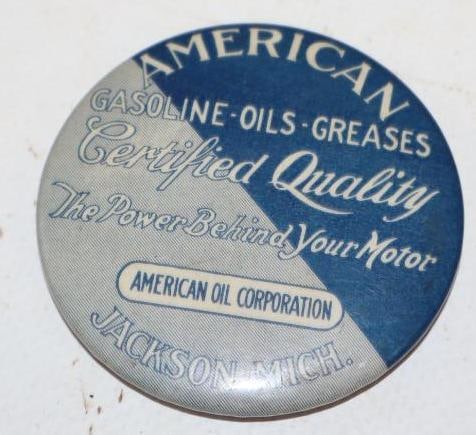 AMERICAN
GASOLINE-OILS-GREASES
Certified Quality
The Power Behind Your Motor
AMERICAN OIL CORPORATION
JACKSON, MICH.